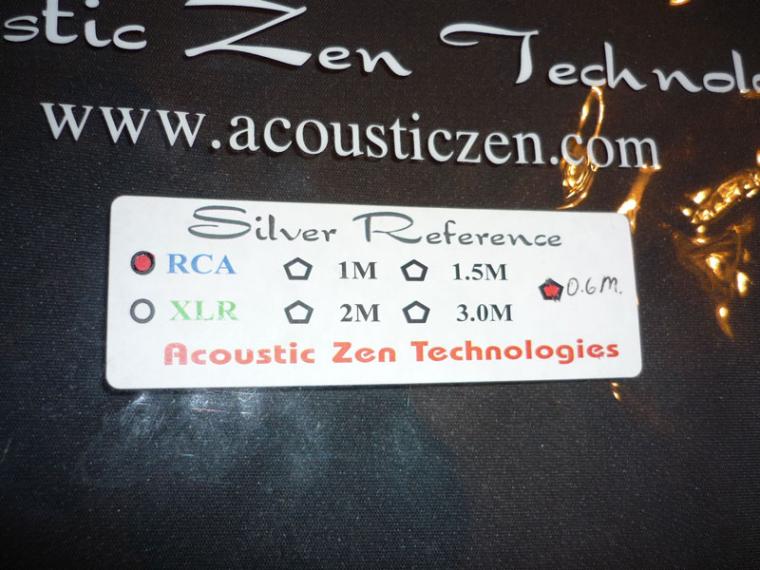 stic Zen Technolo
www.acousticzen.com
Silver Reference
RCA 1M 1.5M
0.6M.
XLR 2M 3.0M
Acoustic Zen Technologies